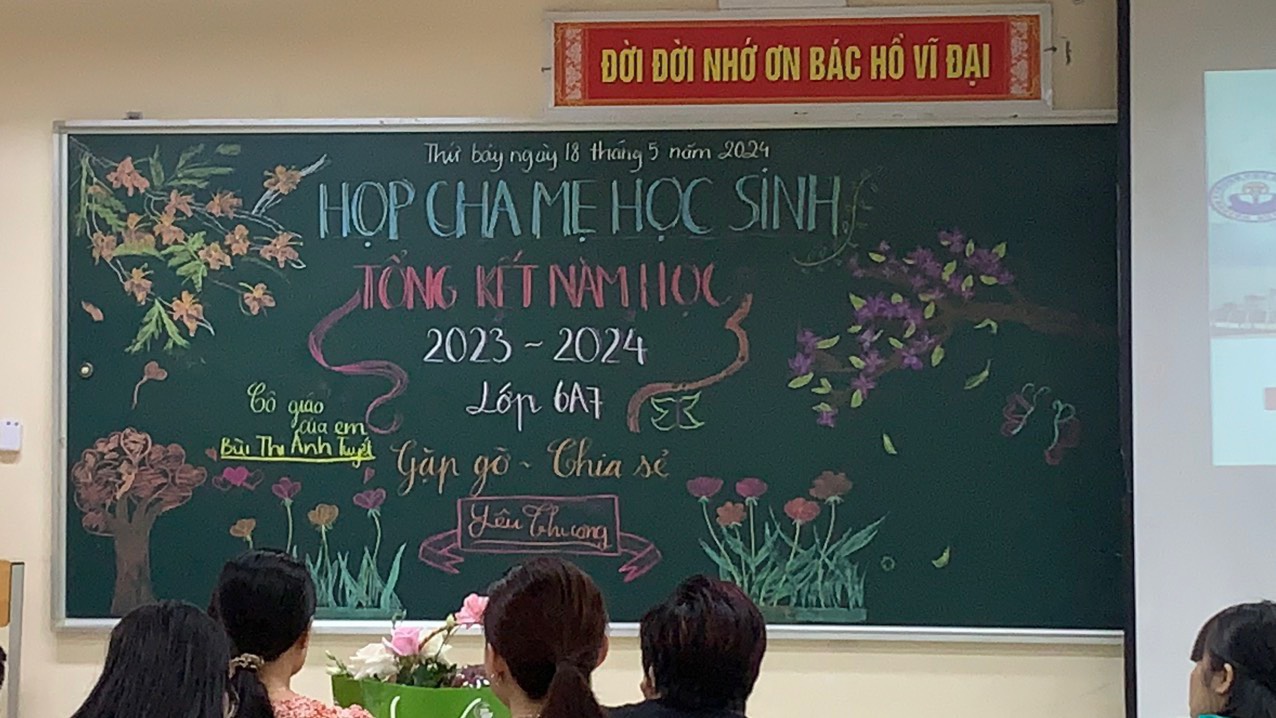 ĐỜI ĐỜI NHỚ ƠN BÁC HỒ VĨ ĐẠI
Thứ bảy ngày 18 tháng 5 năm 2024
HỌP CHA MẸ HỌC SINH
TỔNG KẾT NĂM HỌC
2023 ~ 2024
Lớp 6A7
Cô giáo
của em
Bùi Thị Ánh Tuyết
Gặp gỡ ~ Chia sẻ
Yêu Thương